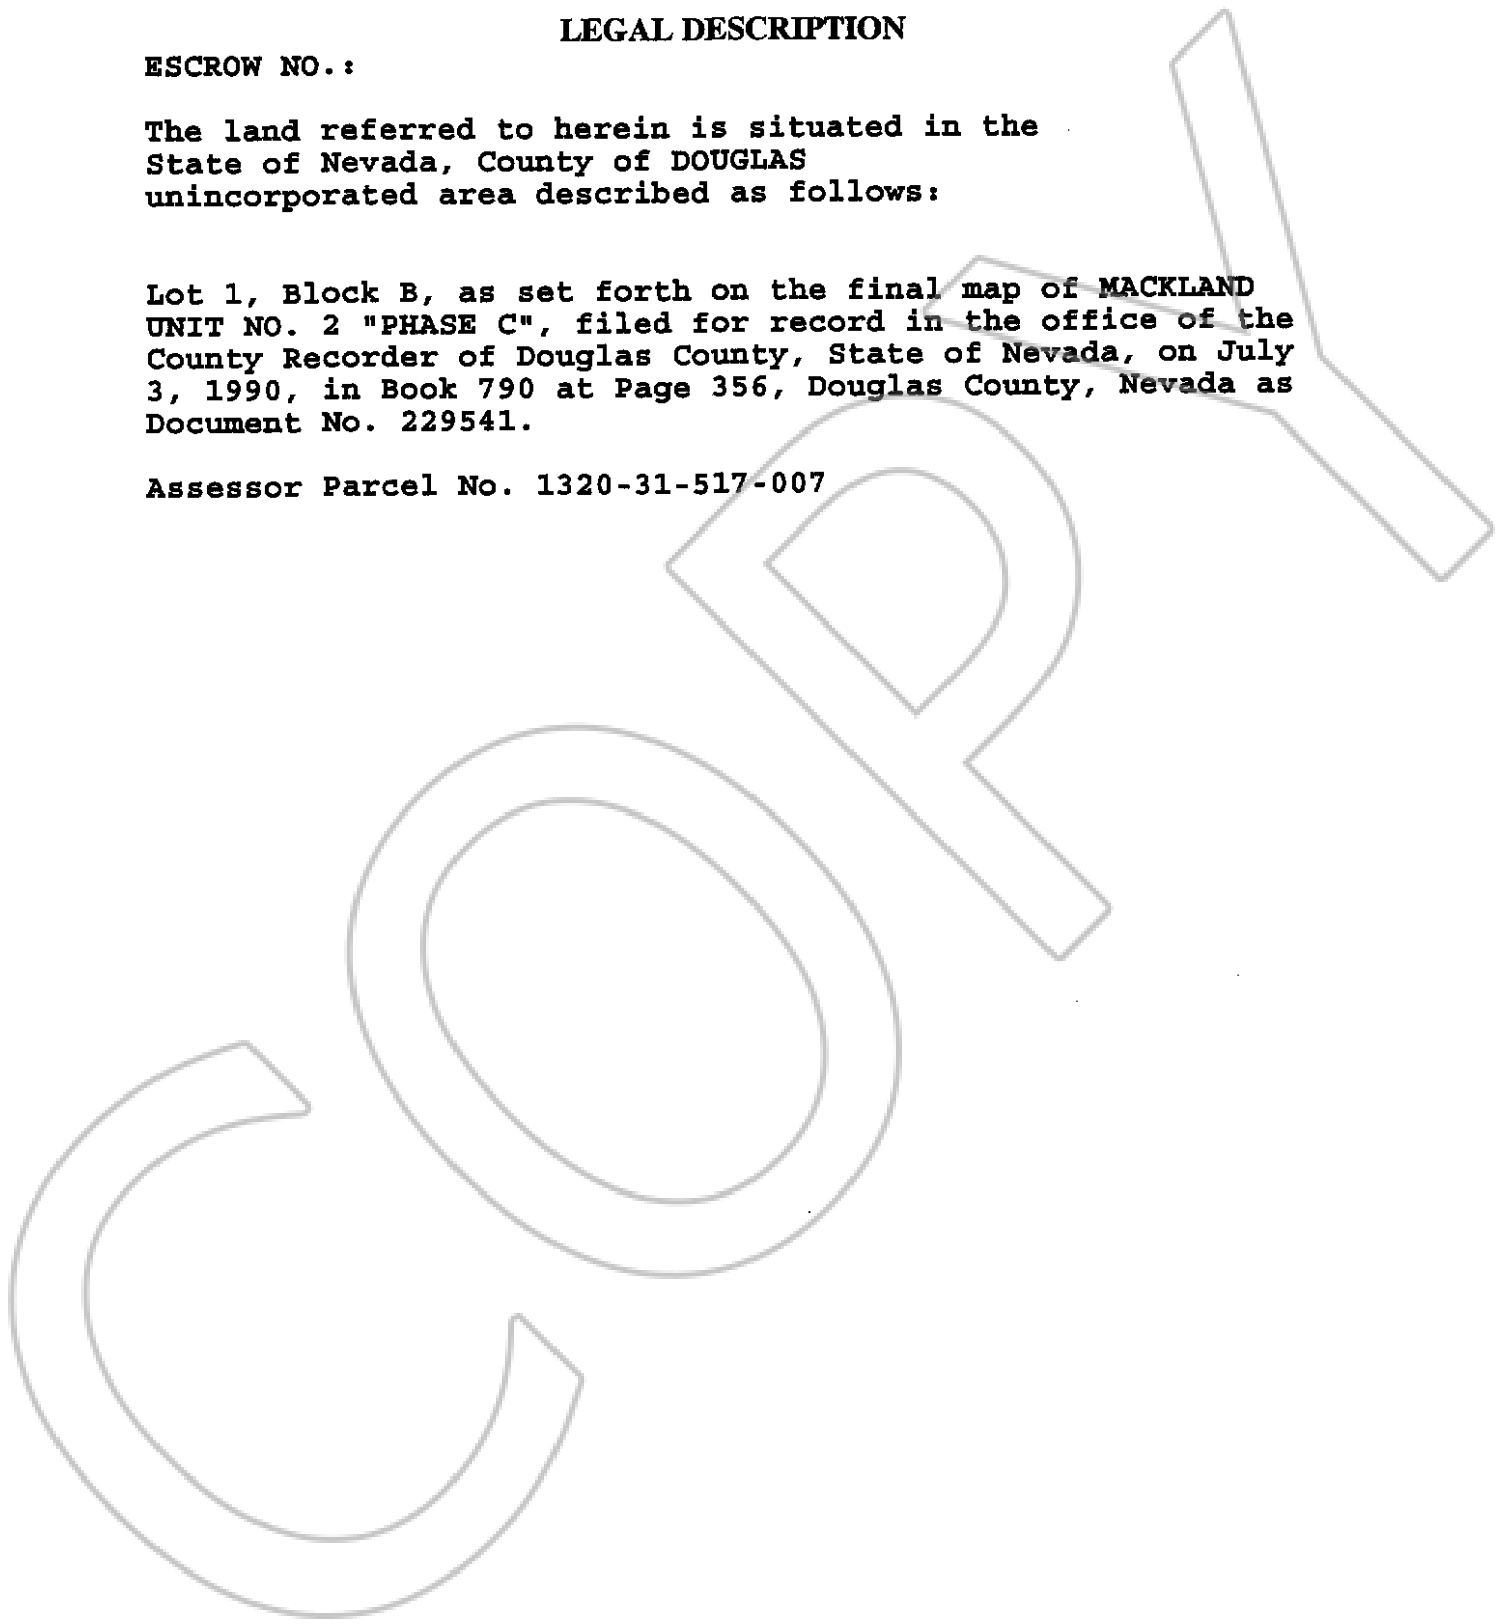 LEGAL DESCRIPTION
ESCROW NO.:
The land referred to herein is situated in the
State of Nevada, County of DOUGLAS
unincorporated area described as follows:
Lot 1, Block B, as set forth on the final map of MACKLAND
UNIT NO. 2 "PHASE C", filed for record in the office of the
County Recorder of Douglas County, State of Nevada, on July
3, 1990, in Book 790 at Page 356, Douglas County, Nevada as
Document No. 229541.
Assessor Parcel No. 1320-31-517-007
COPY